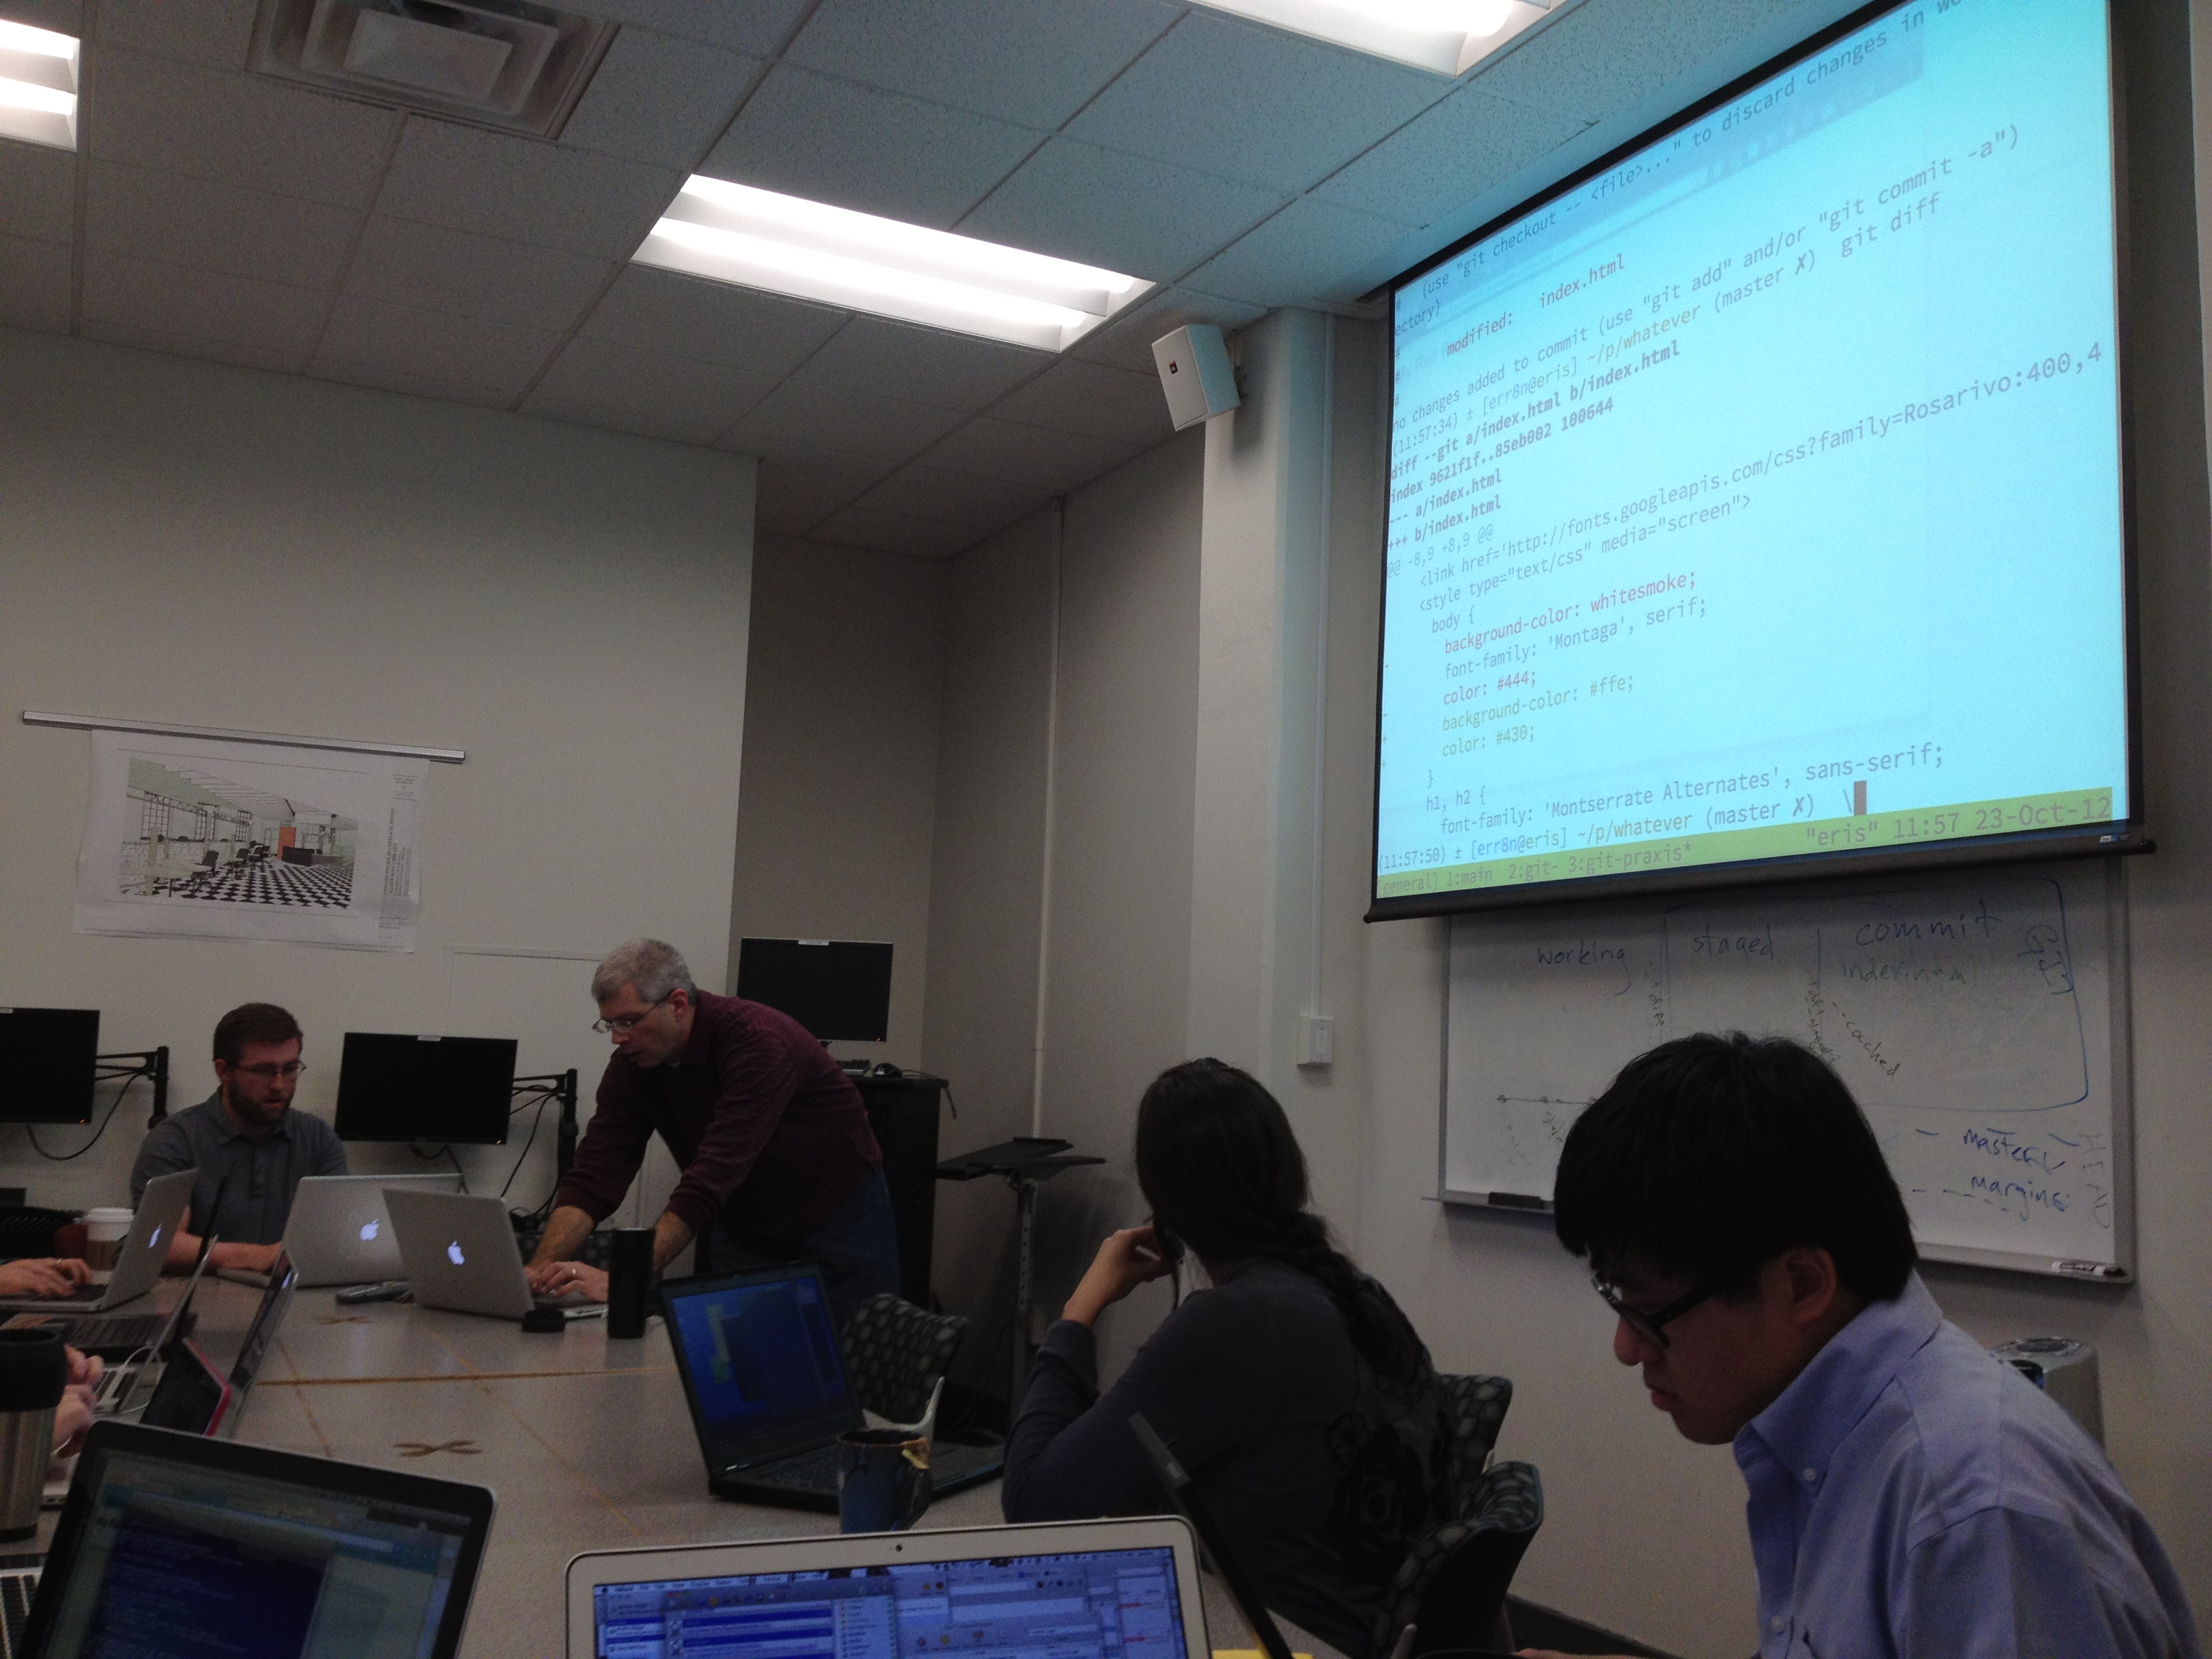 #   (use "git checkout -- <file>..." to discard changes in wo
ectory)
#
#       modified:   index.html
#
no changes added to commit (use "git add" and/or "git commit -a")
(11:57:34) ± [err8n@eris] ~/p/whatever (master ✗)  git diff
diff --git a/index.html b/index.html
index 9621f1f..85eb002 100644
--- a/index.html
+++ b/index.html
@@ -8,9 +8,9 @@
<link href='http://fonts.googleapis.com/css?family=Rosarivo:400,4
<style type="text/css" media="screen">
body {
- background-color: whitesmoke;
font-family: 'Montaga', serif;
- color: #444;
+ background-color: #ffe;
+ color: #430;
}
h1, h2 {
font-family: 'Montserrate Alternates', sans-serif;
(11:57:50) ± [err8n@eris] ~/p/whatever (master ✗)  \
[general] 1:main  2:git- 3:git-praxis*  "eris" 11:57 23-Oct-12
working staged commit
GIT
--cached
master
margins
HEAD